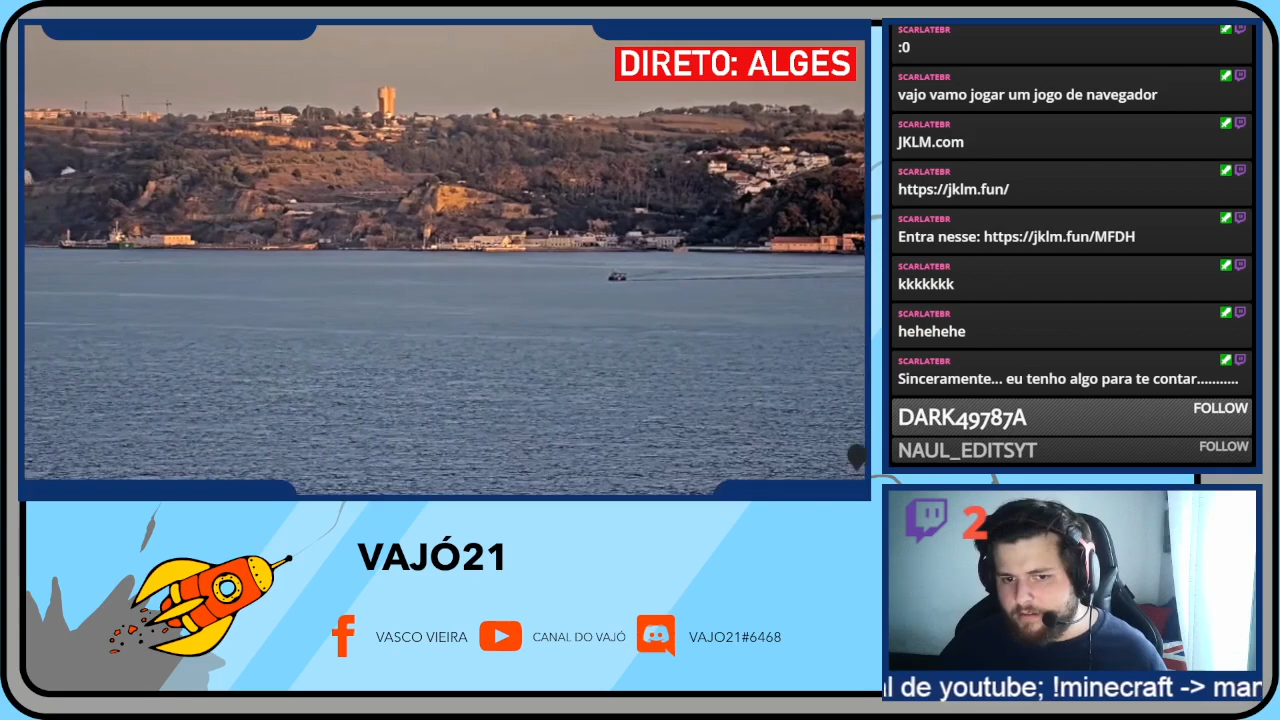 DIRETO: ALGÉS
SCARLATEBR
:0
SCARLATEBR
vajo vamo jogar um jogo de navegador
SCARLATEBR
JKLM.com
SCARLATEBR
https://jklm.fun/
SCARLATEBR
Entra nesse: https://jklm.fun/MFDH
SCARLATEBR
kkkkkkk
SCARLATEBR
hehehehe
SCARLATEBR
Sinceramente... eu tenho algo para te contar...........
DARK49787A FOLLOW
NAUL_EDITSYT FOLLOW
2
VAJÓ21
VASCO VIEIRA
CANAL DO VAJÓ
VAJO21#6468
l de youtube; !minecraft -> mar